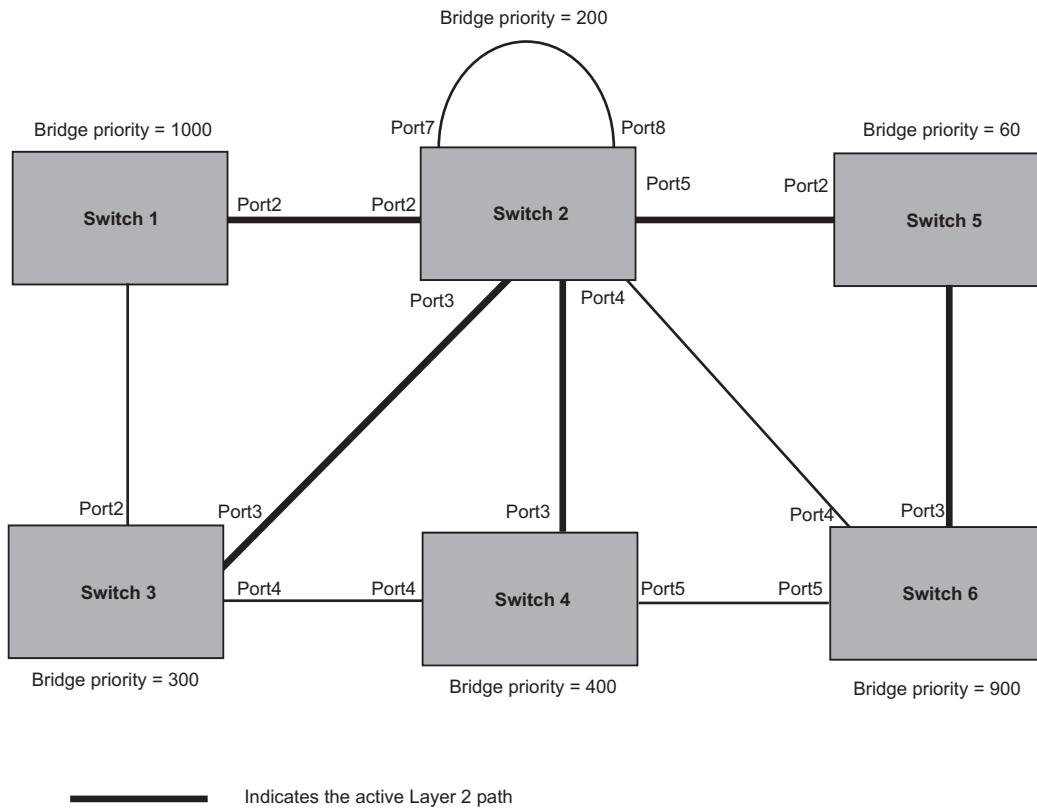 Bridge priority = 200
Port7
Port8
Bridge priority = 1000
Bridge priority = 60
Switch 1
Port2
Port2
Switch 2
Port5
Port2
Switch 5
Port3
Port4
Port2
Port3
Port3
Port4
Port3
Switch 3
Port4
Port4
Switch 4
Port5
Port5
Switch 6
Bridge priority = 300
Bridge priority = 400
Bridge priority = 900
Indicates the active Layer 2 path